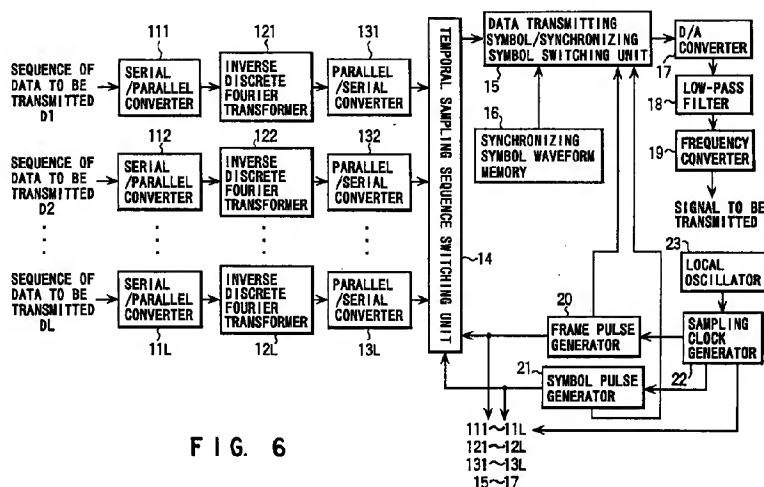 111
121
131
SEQUENCE OF
DATA TO BE
TRANSMITTED
D1
SERIAL
/PARALLEL
CONVERTER
INVERSE
DISCRETE
FOURIER
TRANSFORMER
PARALLEL
/SERIAL
CONVERTER
112
122
132
SEQUENCE OF
DATA TO BE
TRANSMITTED
D2
SERIAL
/PARALLEL
CONVERTER
INVERSE
DISCRETE
FOURIER
TRANSFORMER
PARALLEL
/SERIAL
CONVERTER
SEQUENCE OF
DATA TO BE
TRANSMITTED
DL
SERIAL
/PARALLEL
CONVERTER
INVERSE
DISCRETE
FOURIER
TRANSFORMER
PARALLEL
/SERIAL
CONVERTER
11L
12L
13L
TEMPORAL SAMPLING SEQUENCE SWITCHING UNIT
14
DATA TRANSMITTING
SYMBOL/SYNCHRONIZING
SYMBOL SWITCHING UNIT
15
16
SYNCHRONIZING
SYMBOL WAVEFORM
MEMORY
D/A
CONVERTER
17
18
LOW-PASS
FILTER
19
FREQUENCY
CONVERTER
SIGNAL TO BE
TRANSMITTED
23
LOCAL
OSCILLATOR
20
FRAME PULSE
GENERATOR
SAMPLING
CLOCK
GENERATOR
22
21
SYMBOL PULSE
GENERATOR
111~11L
121~12L
131~13L
15~17
FIG. 6